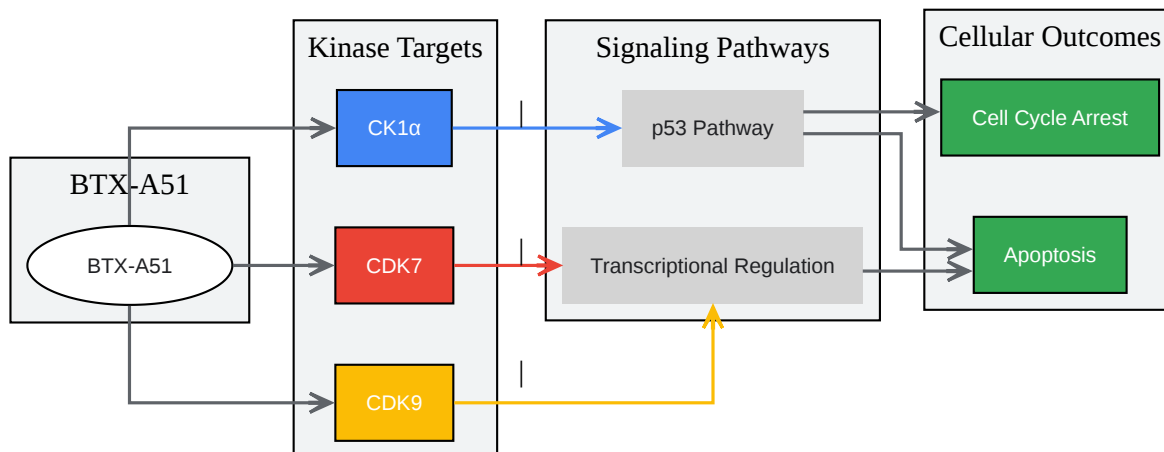 Kinase Targets
Signaling Pathways
Cellular Outcomes
CK1α
|
p53 Pathway
Cell Cycle Arrest
BTX-A51
BTX-A51
CDK7
|
Transcriptional Regulation
Apoptosis
CDK9
|